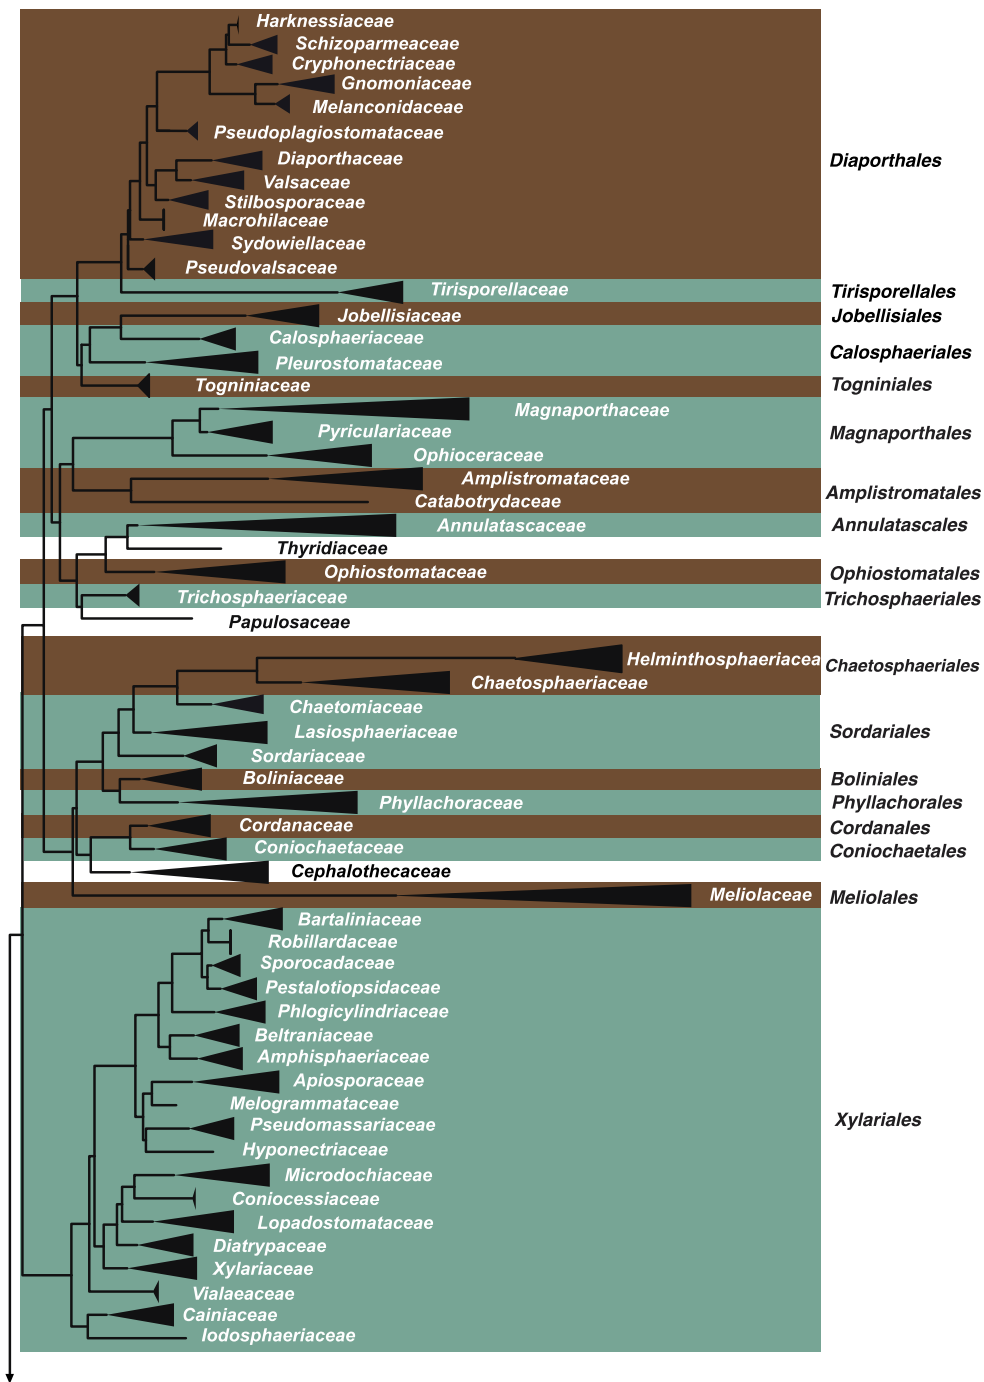 Harknessiaceae
Schizoparmeaceae
Cryphonectriaceae
Gnomoniaceae
Melanconidaceae
Pseudoplagiostomataceae
Diaporthaceae
Diaporthales
Valsaceae
Stilbosporaceae
Macrohilaceae
Sydowiellaceae
Pseudovalsaceae
Tirisporellaceae
Tirisporellales
Jobellisiaceae
Jobellisiales
Calosphaeriaceae
Calosphaeriales
Pleurostomataceae
Togniniaceae
Togniniales
Magnaporthaceae
Pyriculariaceae
Magnaporthales
Ophioceraceae
Amplistromataceae
Amplistromatales
Catabotrydaceae
Annulatascaceae
Annulatascales
Thyridiaceae
Ophiostomataceae
Ophiostomatales
Trichosphaeriaceae
Trichosphaeriales
Papulosaceae
Helminthosphaeriacea
Chaetosphaeriales
Chaetosphaeriaceae
Chaetomiaceae
Lasiosphaeriaceae
Sordariales
Sordariaceae
Boliniaceae
Boliniales
Phyllachoraceae
Phyllachorales
Cordanaceae
Cordanales
Coniochaetaceae
Coniochaetales
Cephalothecaceae
Meliolaceae
Meliolales
Bartaliniaceae
Robillardaceae
Sporocadaceae
Pestalotiopsidaceae
Phlogicylindriaceae
Beltraniaceae
Amphisphaeriaceae
Apiosporaceae
Melogrammataceae
Xylariales
Pseudomassariaceae
Hyponectriaceae
Microdochiaceae
Coniocessiaceae
Lopadostomataceae
Diatrypaceae
Xylariaceae
Vialaeaceae
Cainiaceae
Iodosphaeriaceae